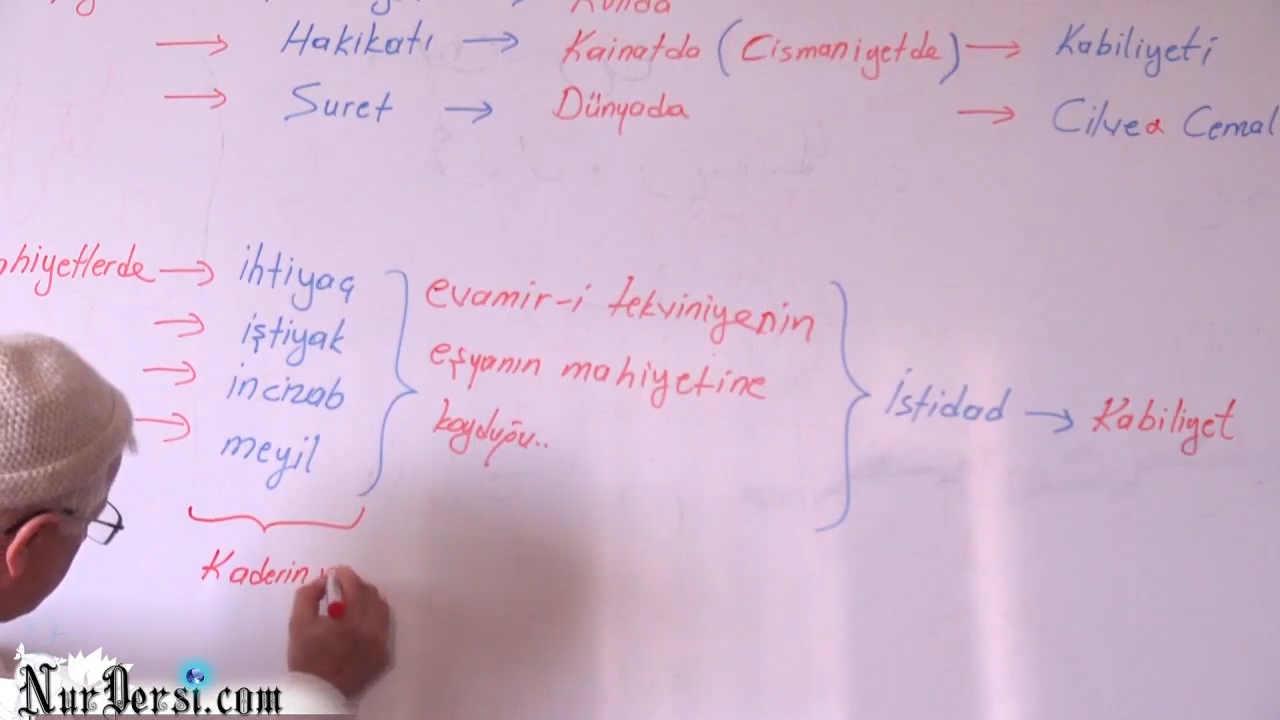 → Hakikatı → Kainatda (Cismaniyetde) → Kabiliyeti
→ Suret → Dünyada → Cilve Cemal
hiyetlerde → ihtiyaç
→ iştiyak
→ incizab
→ meyil
evamir-i tekviniyenin
eşyanın mahiyetine
koyduğu..
İstidad → Kabiliyet
Kaderin
NurDersi.com